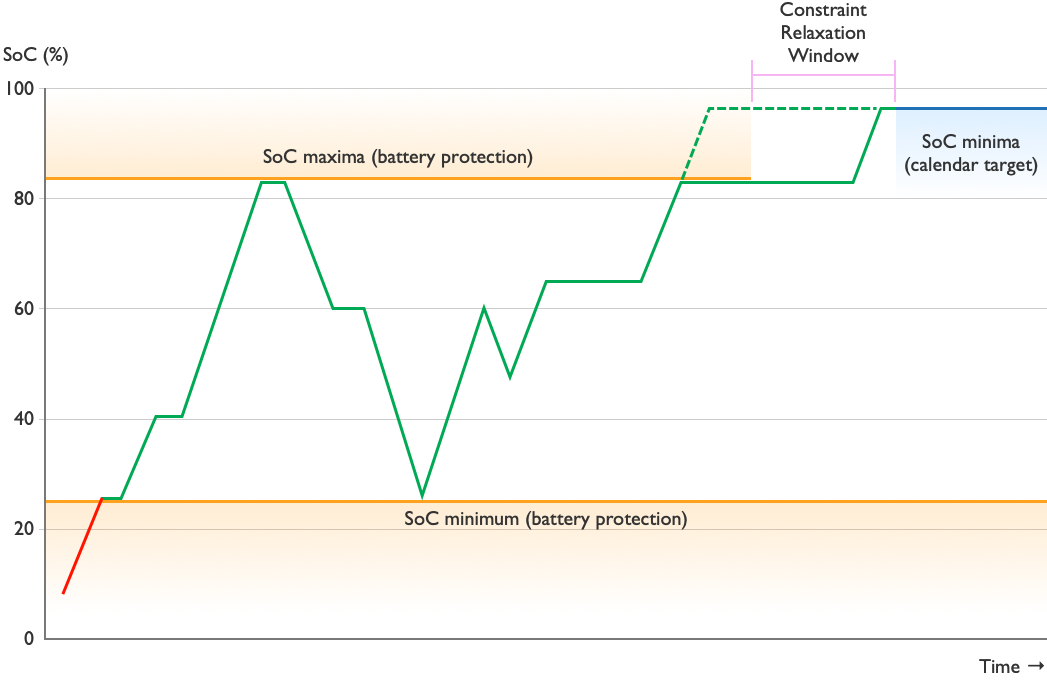 Constraint
Relaxation
Window
SoC (%)
100
SoC maxima (battery protection)
SoC minima
(calendar target)
80
60
40
SoC minimum (battery protection)
20
0
Time →